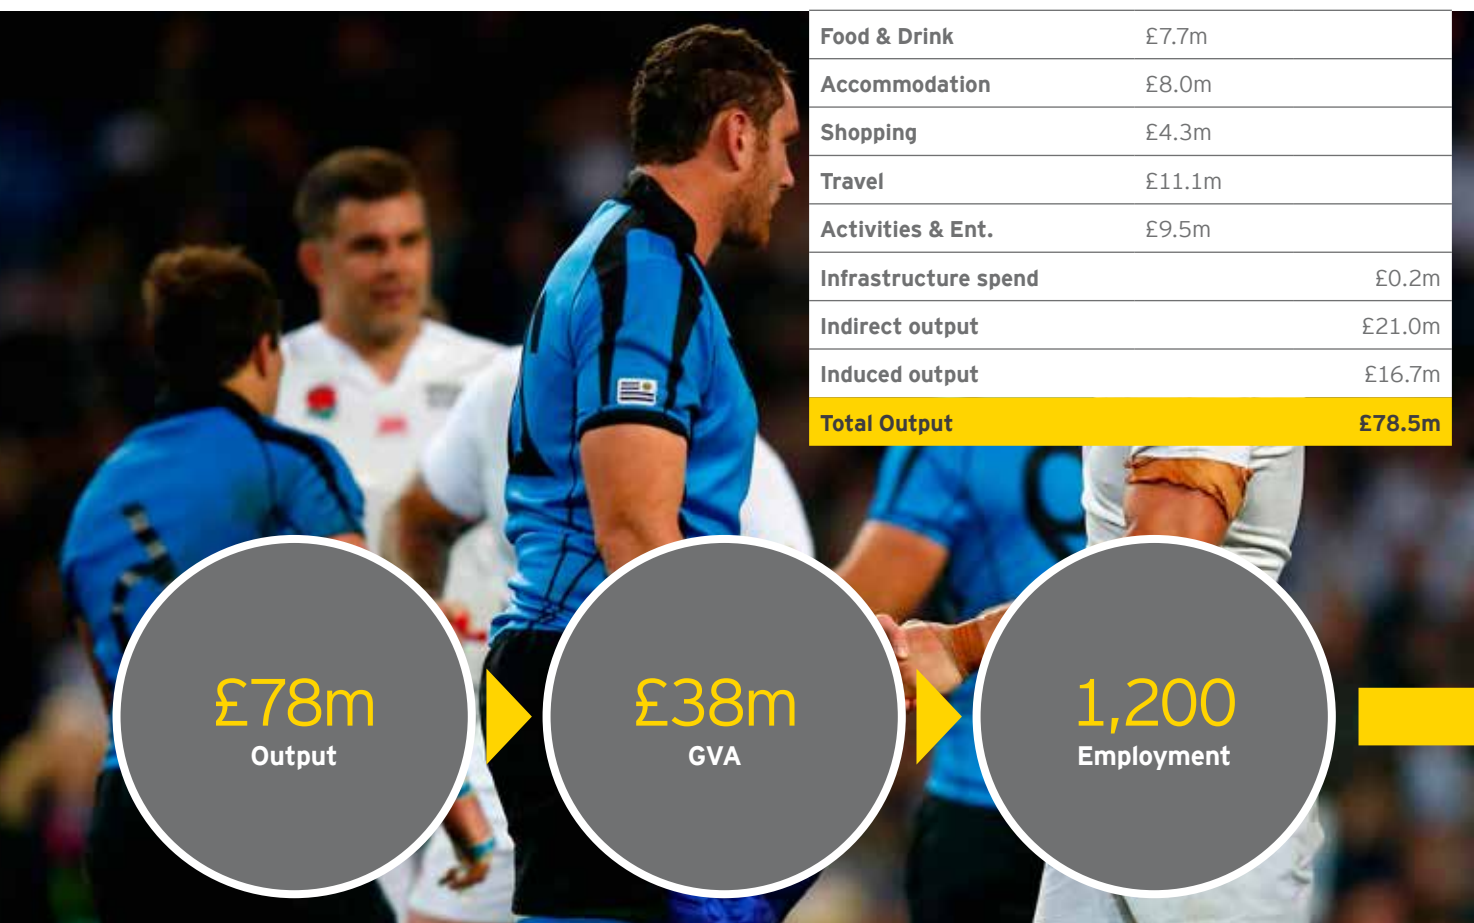 Food & Drink £7.7m
Accommodation £8.0m
Shopping £4.3m
Travel £11.1m
Activities & Ent. £9.5m
Infrastructure spend £0.2m
Indirect output £21.0m
Induced output £16.7m
Total Output £78.5m
£78m
Output
£38m
GVA
1,200
Employment